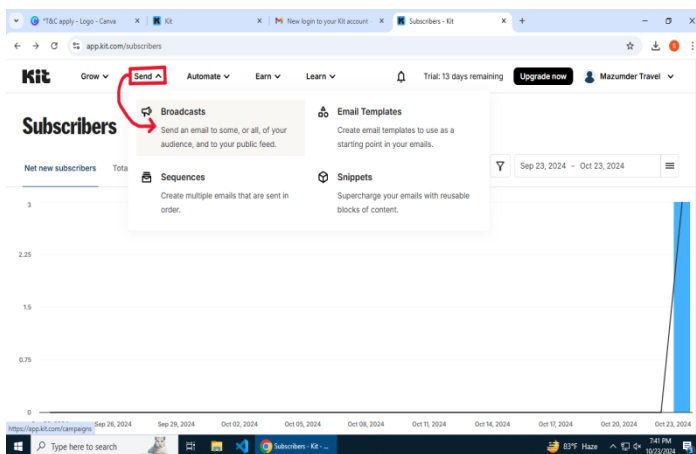 *T&C apply - Logo - Canva
Kit
New login to your Kit account
Subscribers - Kit
app.kit.com/subscribers
Kit
Grow
Send
Automate
Earn
Learn
Trial: 13 days remaining
Upgrade now
Mazumder Travel
Subscribers
Broadcasts
Send an email to some, or all, of your
audience, and to your public feed.
Sequences
Create multiple emails that are sent in
order.
Email Templates
Create email templates to use as a
starting point in your emails.
Snippets
Supercharge your emails with reusable
blocks of content.
Net new subscribers
Tota
Sep 23, 2024 - Oct 23, 2024
3
2.25
1.5
0.75
0
Sep 26, 2024
Sep 29, 2024
Oct 02, 2024
Oct 05, 2024
Oct 08, 2024
Oct 11, 2024
Oct 14, 2024
Oct 17, 2024
Oct 20, 2024
Oct 23, 2024
https://app.kit.com/campaigns
Type here to search
Subscribers - Kit - ...
83°F Haze
7:41 PM
10/23/2024